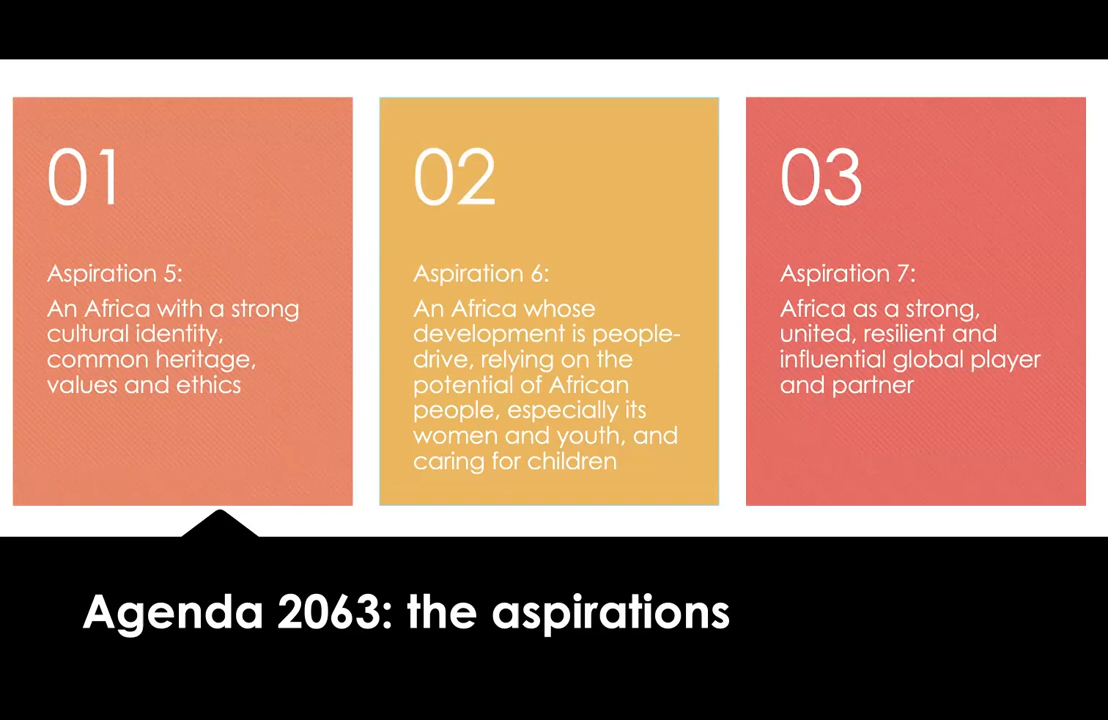 01
Aspiration 5:
An Africa with a strong
cultural identity,
common heritage,
values and ethics
02
Aspiration 6:
An Africa whose
development is people-
drive, relying on the
potential of African
people, especially its
women and youth, and
caring for children
03
Aspiration 7:
Africa as a strong,
united, resilient and
influential global player
and partner
Agenda 2063: the aspirations